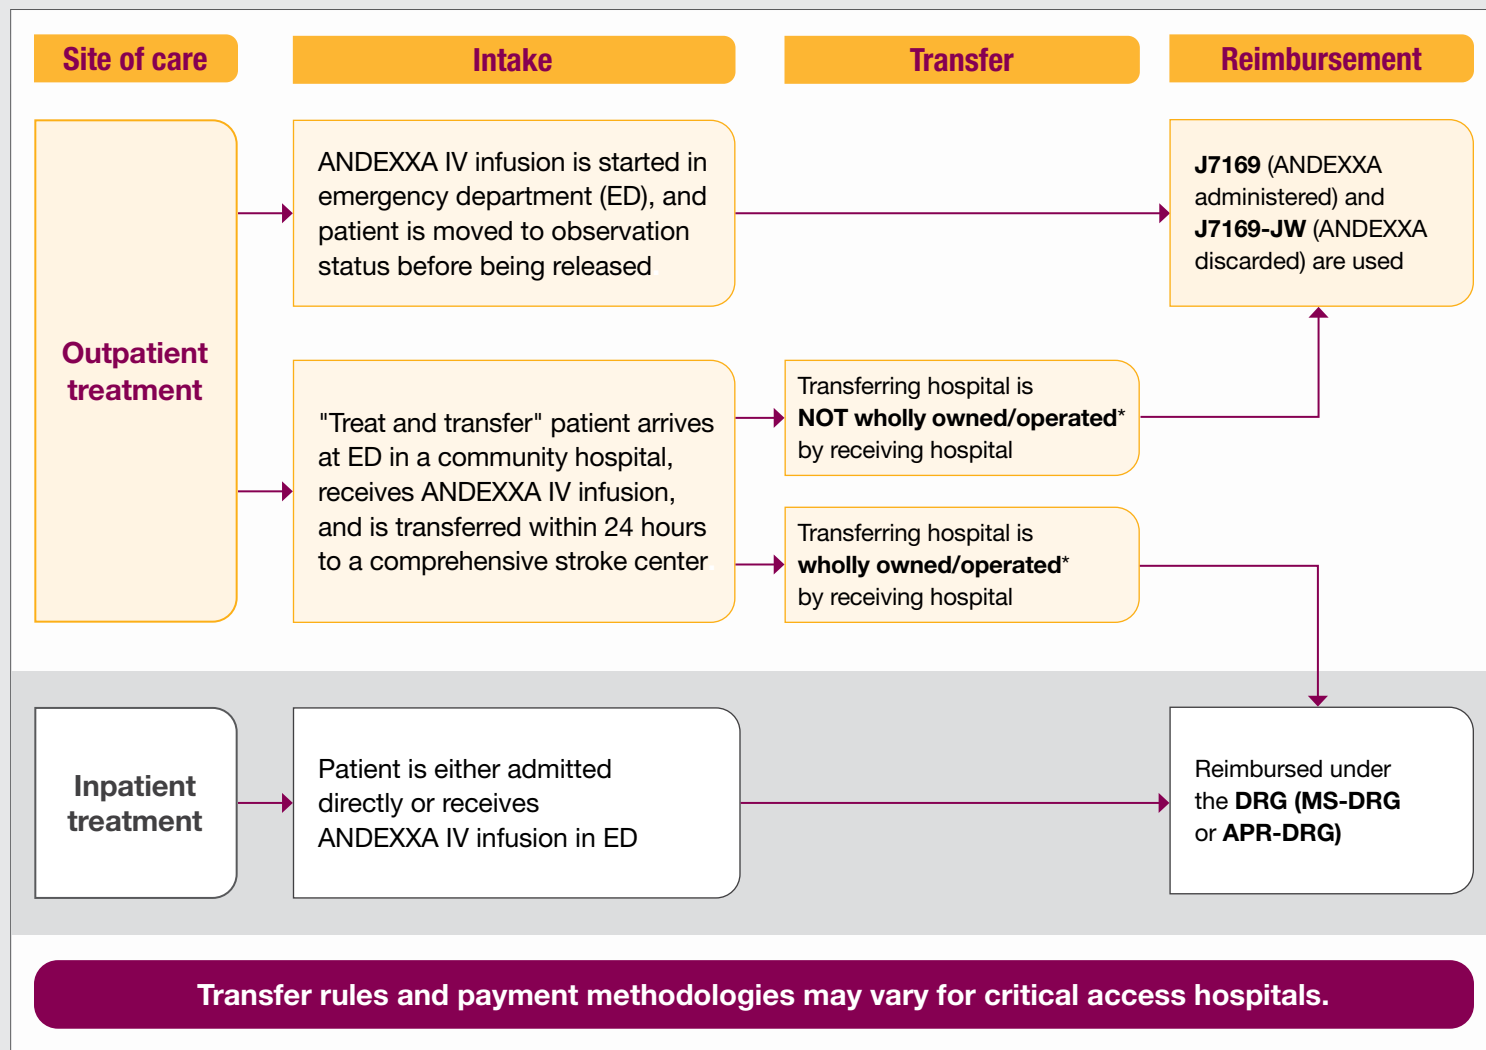 Site of care
Intake
Transfer
Reimbursement
Outpatient
treatment
ANDEXXA IV infusion is started in
emergency department (ED), and
patient is moved to observation
status before being released
J7169 (ANDEXXA
administered) and
J7169-JW (ANDEXXA
discarded) are used
"Treat and transfer" patient arrives
at ED in a community hospital,
receives ANDEXXA IV infusion,
and is transferred within 24 hours
to a comprehensive stroke center
Transferring hospital is
NOT wholly owned/operated*
by receiving hospital
Transferring hospital is
wholly owned/operated*
by receiving hospital
Inpatient
treatment
Patient is either admitted
directly or receives
ANDEXXA IV infusion in ED
Reimbursed under
the DRG (MS-DRG
or APR-DRG)
Transfer rules and payment methodologies may vary for critical access hospitals.